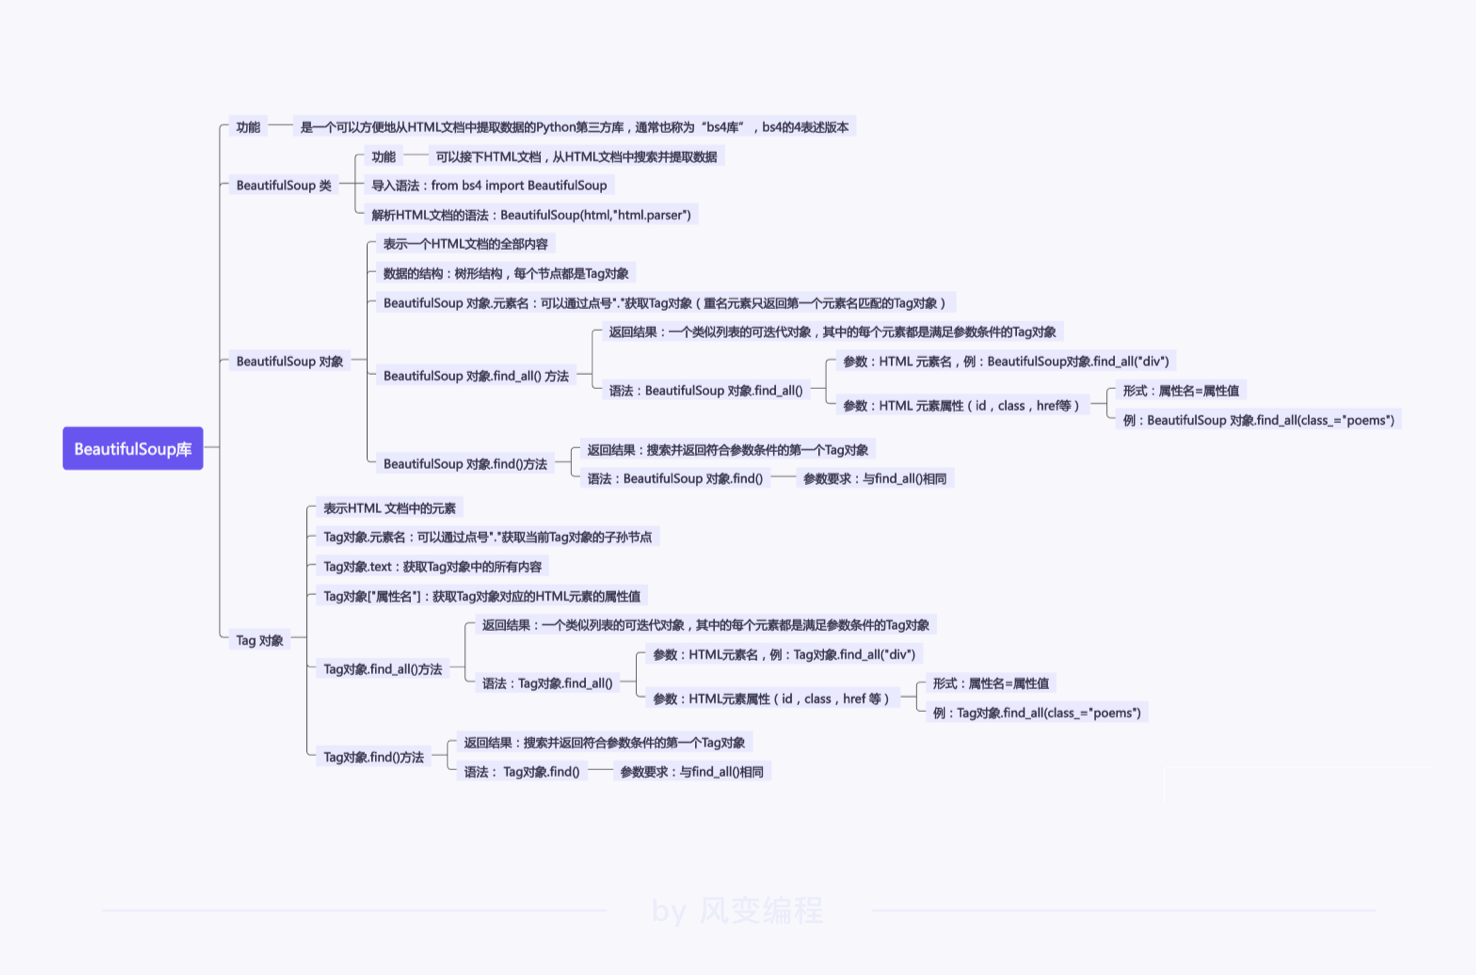 功能
是一个可以方便地从HTML文档中提取数据的Python第三方库，通常也称为“bs4库”，bs4的4表述版本
BeautifulSoup 类
功能
可以接下HTML文档，从HTML文档中搜索并提取数据
导入语法：from bs4 import BeautifulSoup
解析HTML文档的语法：BeautifulSoup(html,"html.parser")
BeautifulSoup 对象
表示一个HTML文档的全部内容
数据的结构：树形结构，每个节点都是Tag对象
BeautifulSoup 对象.元素名：可以通过点号"."获取Tag对象（重名元素只返回第一个元素名匹配的Tag对象）
BeautifulSoup 对象.find_all() 方法
返回结果：一个类似列表的可迭代对象，其中的每个元素都是满足参数条件的Tag对象
语法：BeautifulSoup 对象.find_all()
参数：HTML 元素名，例：BeautifulSoup对象.find_all("div")
参数：HTML 元素属性（id，class，href等）
形式：属性名=属性值
例：BeautifulSoup 对象.find_all(class_="poems")
BeautifulSoup库
BeautifulSoup 对象.find()方法
返回结果：搜索并返回符合参数条件的第一个Tag对象
语法：BeautifulSoup 对象.find()
参数要求：与find_all()相同
Tag 对象
表示HTML 文档中的元素
Tag对象.元素名：可以通过点号"."获取当前Tag对象的子孙节点
Tag对象.text：获取Tag对象中的所有内容
Tag对象["属性名"]：获取Tag对象对应的HTML元素的属性值
Tag对象.find_all()方法
返回结果：一个类似列表的可迭代对象，其中的每个元素都是满足参数条件的Tag对象
语法：Tag对象.find_all()
参数：HTML元素名，例：Tag对象.find_all("div")
参数：HTML元素属性（id，class，href 等）
形式：属性名=属性值
例：Tag对象.find_all(class_="poems")
Tag对象.find()方法
返回结果：搜索并返回符合参数条件的第一个Tag对象
语法： Tag对象.find()
参数要求：与find_all()相同
by 风变编程